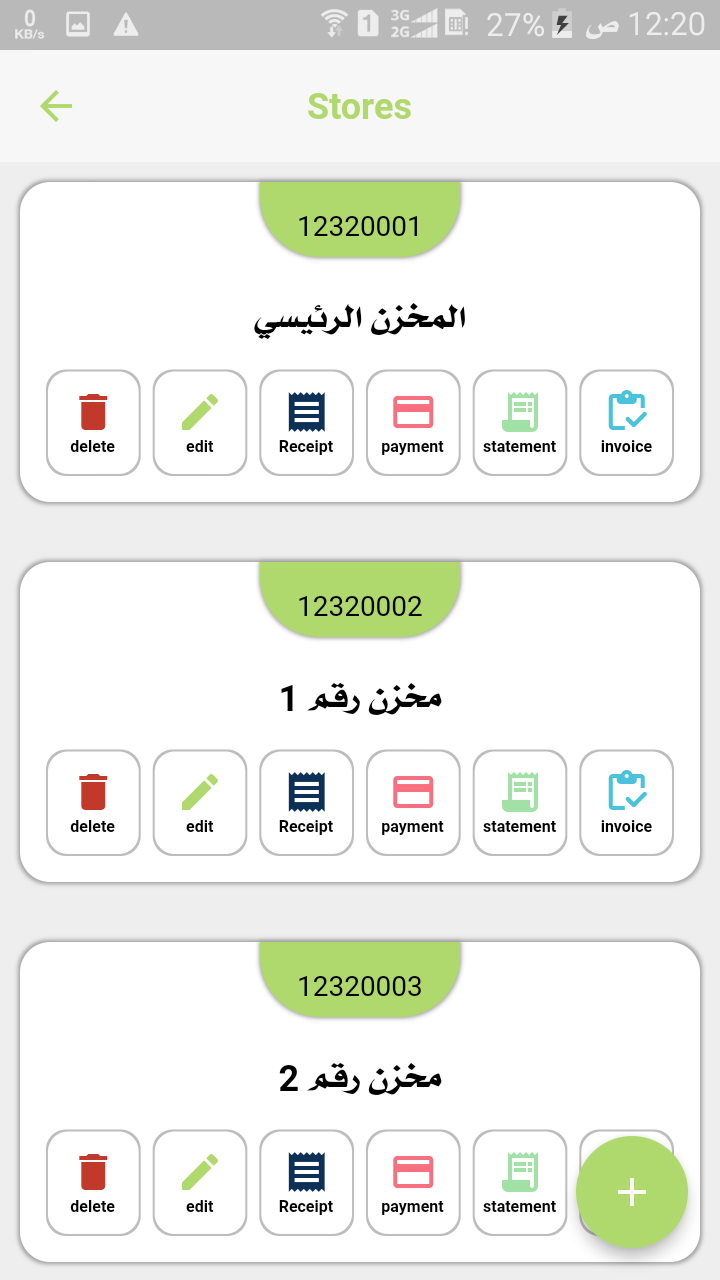 0 KB/s 1 3G 2G 27% 12:20 ص
Stores
12320001
المخزن الرئيسي
delete edit Receipt payment statement invoice
12320002
مخزن رقم 1
delete edit Receipt payment statement invoice
12320003
مخزن رقم 2
delete edit Receipt payment statement